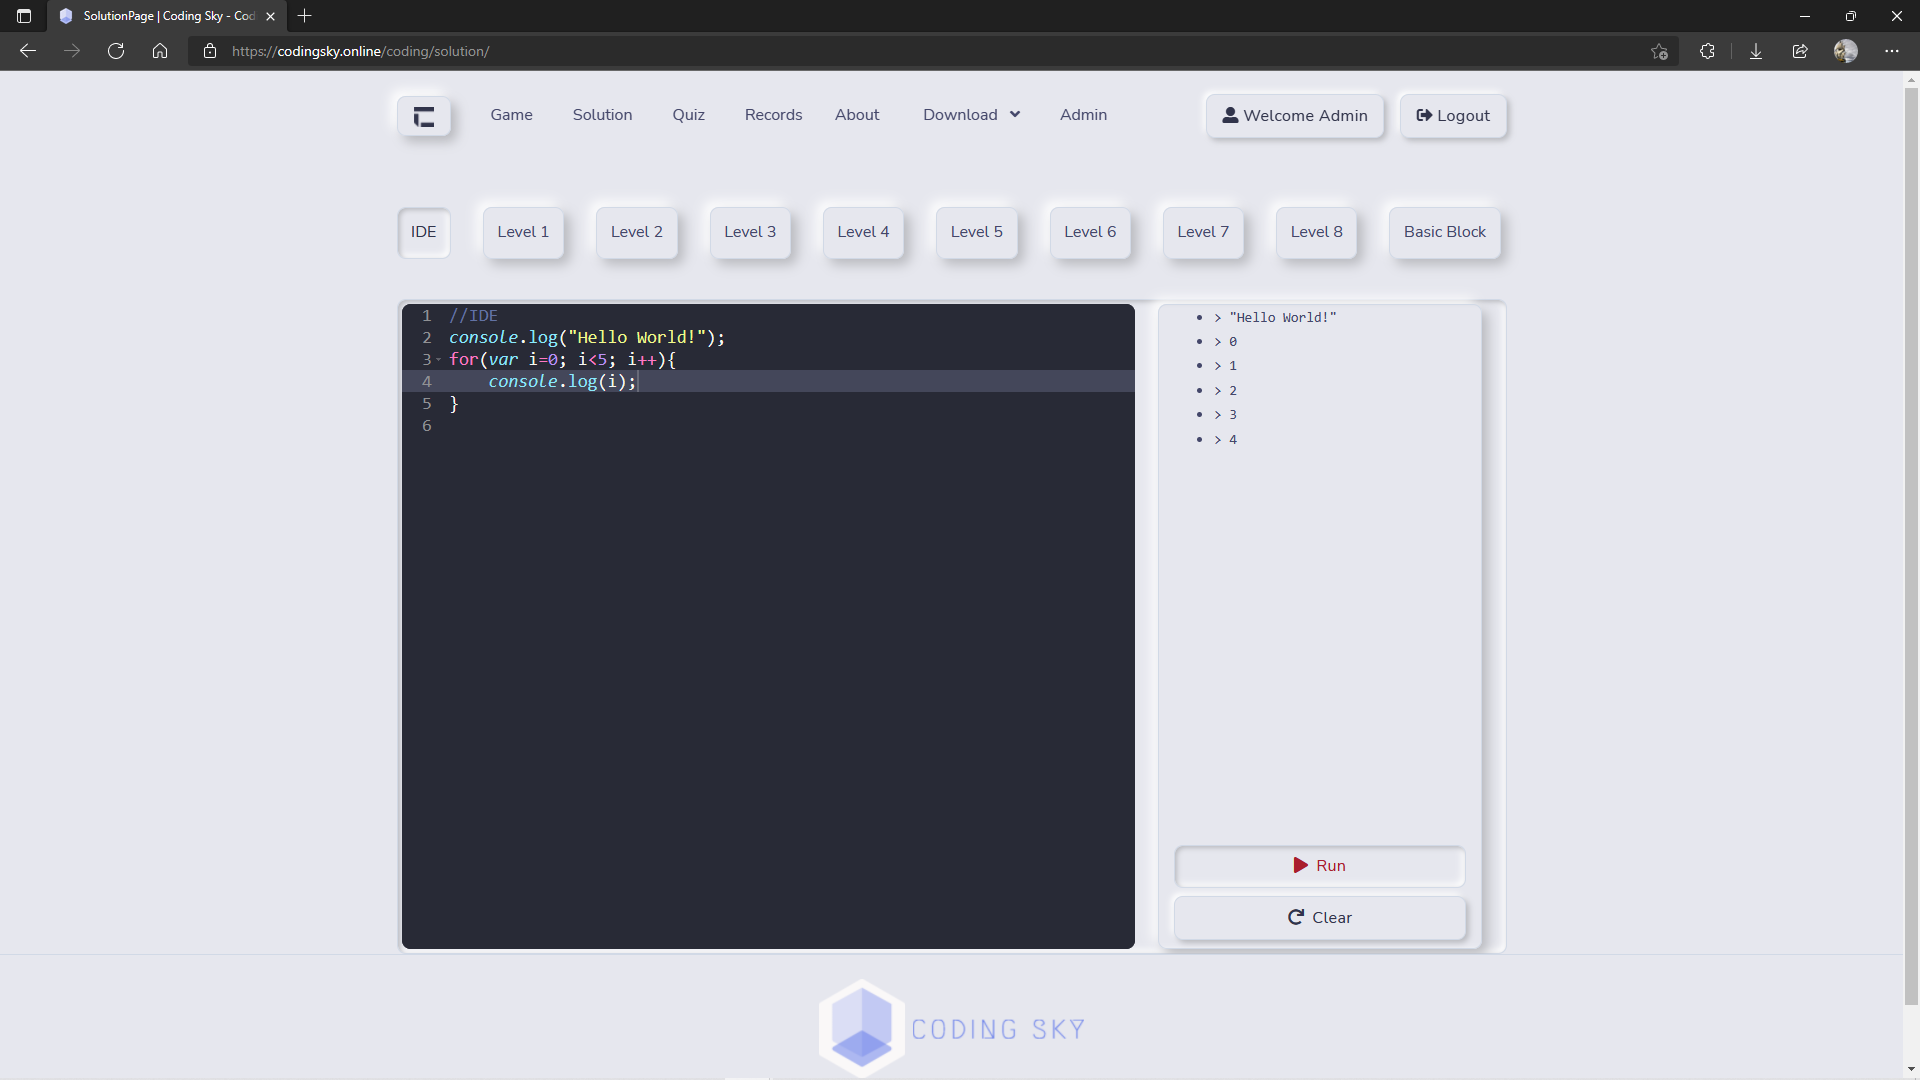 SolutionPage | Coding Sky - Cod
https://codingsky.online/coding/solution/
Game Solution Quiz Records About Download Admin Welcome Admin Logout
IDE Level 1 Level 2 Level 3 Level 4 Level 5 Level 6 Level 7 Level 8 Basic Block
1 //IDE
2 console.log("Hello World!");
3 for(var i=0; i<5; i++){
4 console.log(i);
5 }
6
• > "Hello World!"
• > 0
• > 1
• > 2
• > 3
• > 4
Run
Clear
CODING SKY